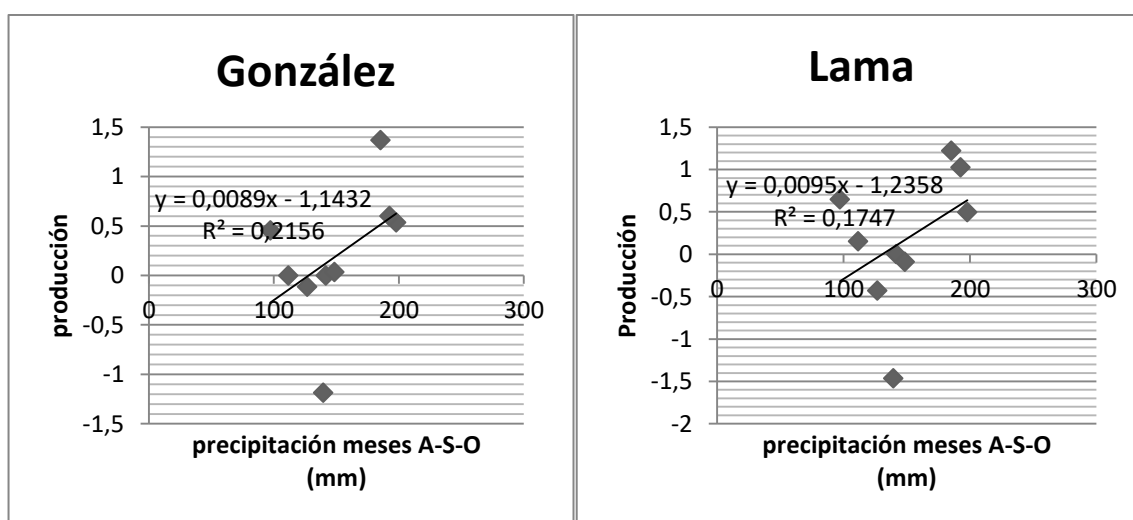 González
1,5
1
0,5
0
-0,5
-1
-1,5
0
100
200
300
y = 0,0089x - 1,1432
R² = 0,2156
producción
precipitación meses A-S-O
(mm)
Lama
1,5
1
0,5
0
-0,5
-1
-1,5
-2
0
100
200
300
y = 0,0095x - 1,2358
R² = 0,1747
Producción
precipitación meses A-S-O
(mm)